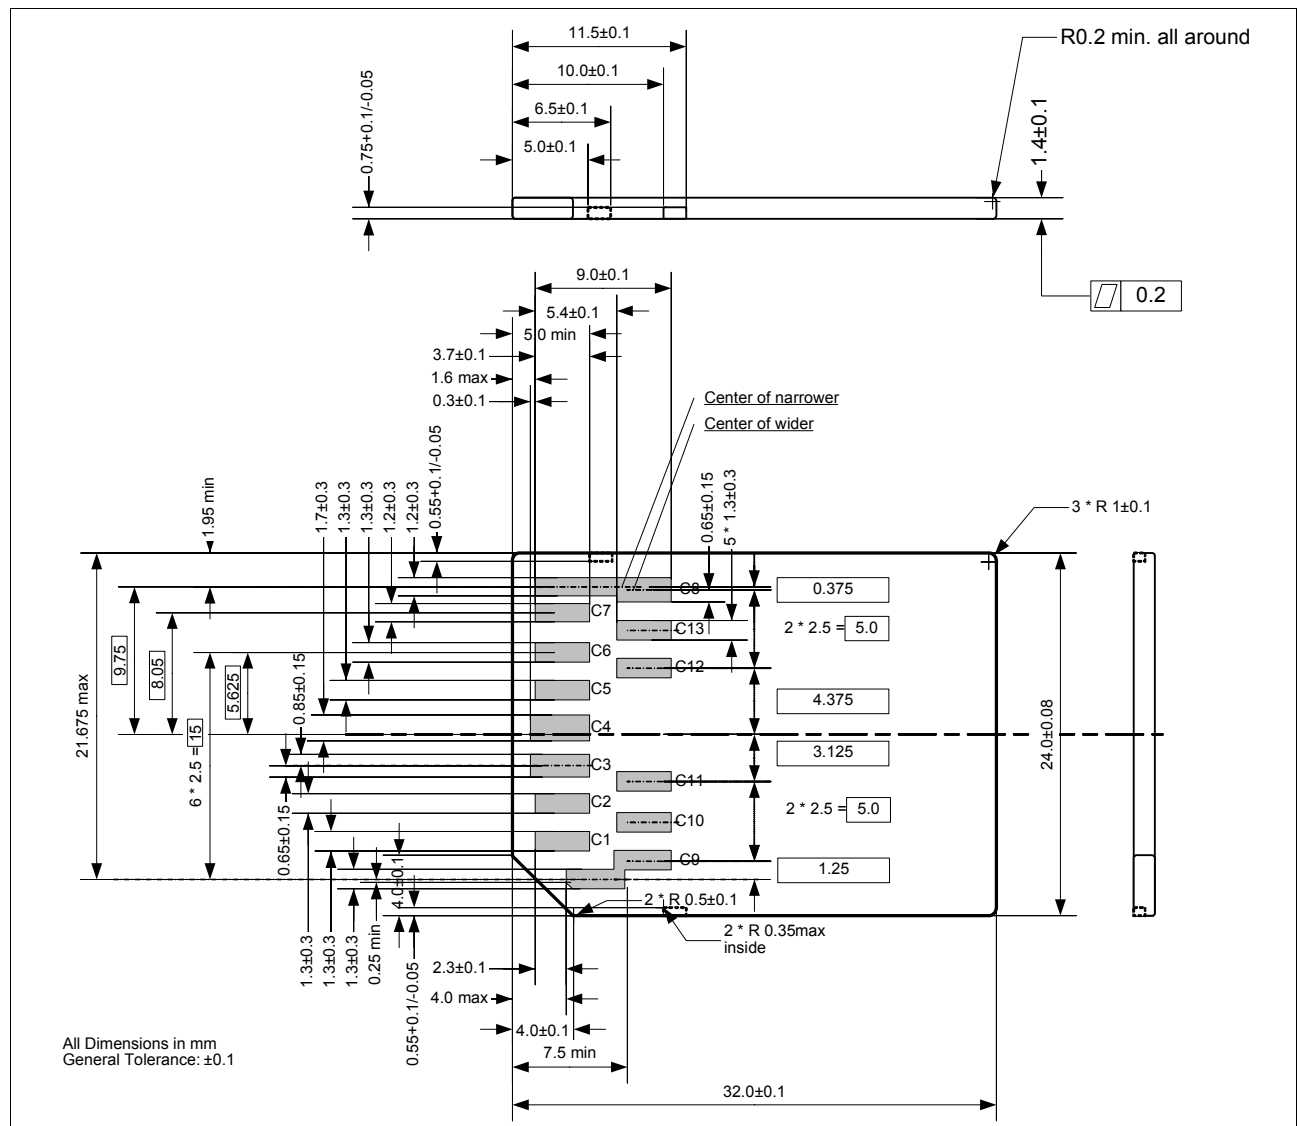 11.5±0.1
R0.2 min. all around
10.0±0.1
6.5±0.1
5.0±0.1
0.75+0.1/-0.05
1.4±0.1
0.2
9.0±0.1
5.4±0.1
5.0 min
3.7±0.1
1.6 max
0.3±0.1
Center of narrower
Center of wider
1.95 min
1.7±0.3
1.3±0.3
1.3±0.3
1.2±0.3
1.2±0.3
0.55+0.1/-0.05
0.65±0.15
5 * 1.3±0.3
3 * R 1±0.1
C8
0.375
C7
C13
2 * 2.5 = 5.0
C6
C12
C5
4.375
C4
3.125
C3
C11
C2
2 * 2.5 = 5.0
C10
C1
C9
1.25
21.675 max
9.75
8.05
5.625
6 * 2.5 = 15
0.85±0.15
0.65±0.15
24.0±0.08
1.3±0.3
1.3±0.3
1.3±0.3
0.25 min
4.0±0.1
0.55+0.1/-0.05
2 * R 0.5±0.1
2 * R 0.35max
inside
2.3±0.1
4.0 max
4.0±0.1
7.5 min
32.0±0.1
All Dimensions in mm
General Tolerance: ±0.1